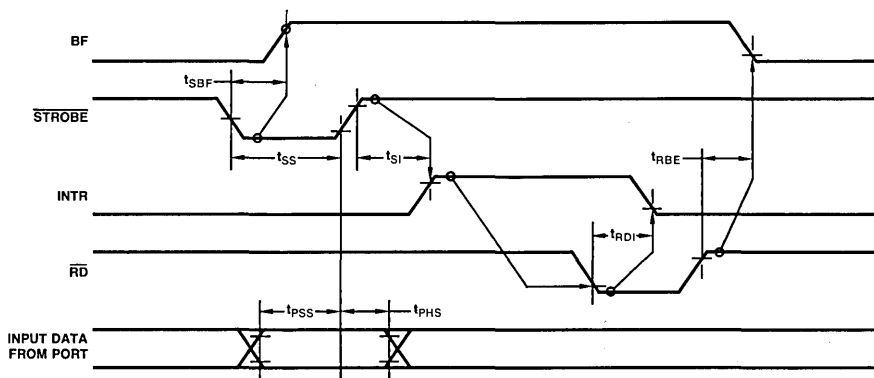 BF
tSBF
STROBE
tSS
tSI
tRBE
INTR
tRDI
RD
tPSS
tPHS
INPUT DATA
FROM PORT